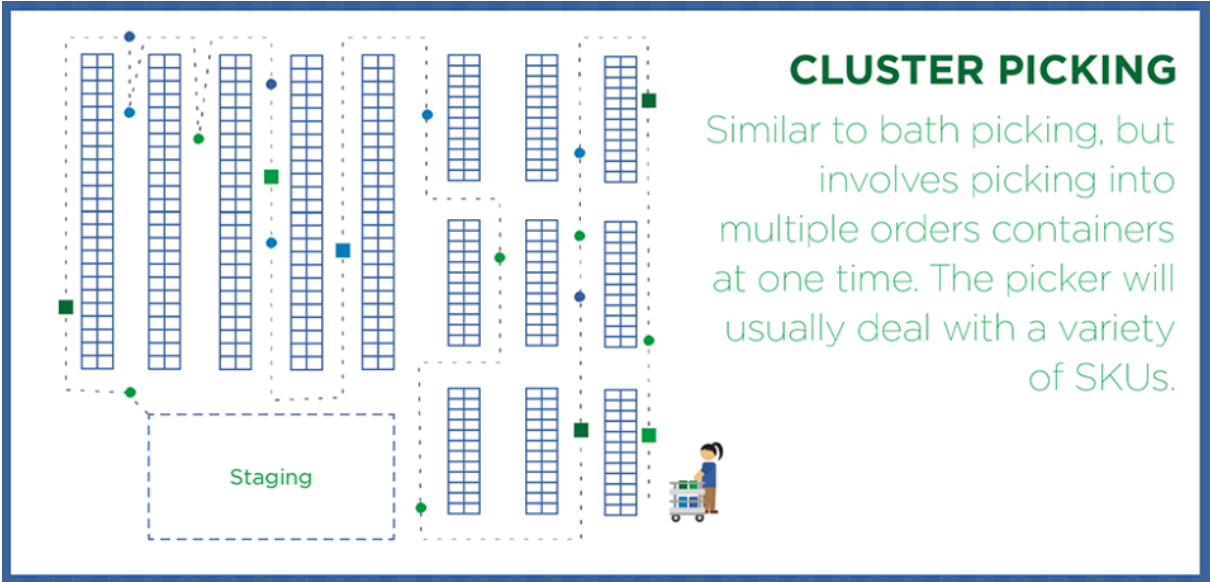 CLUSTER PICKING
Similar to bath picking, but
involves picking into
multiple orders containers
at one time. The picker will
usually deal with a variety
of SKUs.
Staging